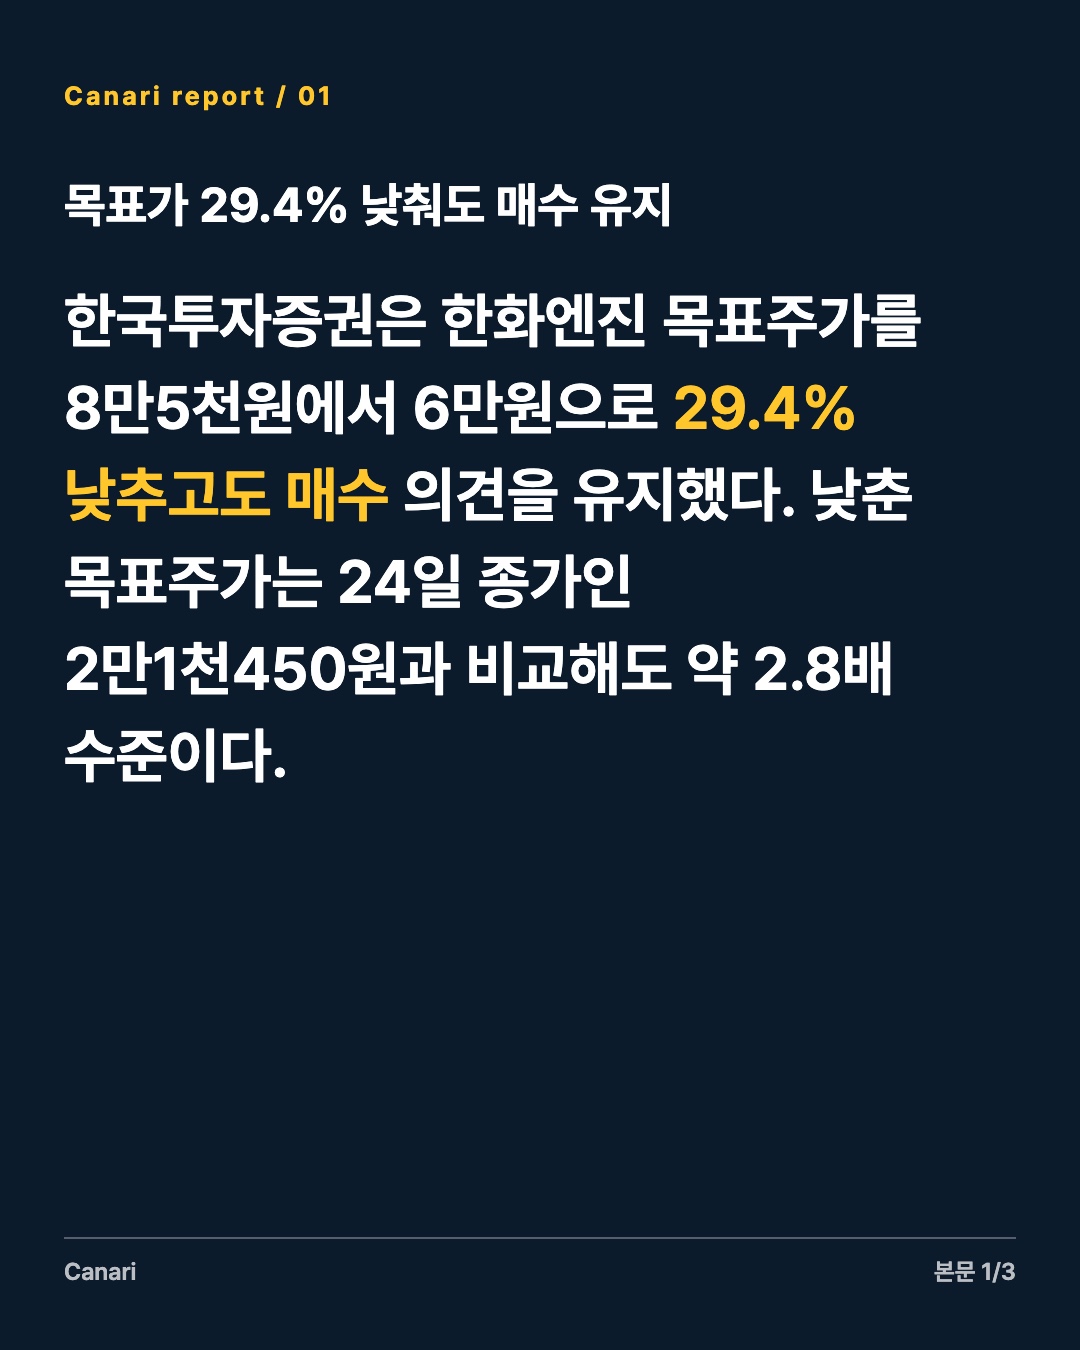 Canari report / 01
목표가 29.4% 낮춰도 매수 유지
한국투자증권은 한화엔진 목표주가를
8만5천원에서 6만원으로 29.4%
낮추고도 매수 의견을 유지했다. 낮춘
목표주가는 24일 종가인
2만1천450원과 비교해도 약 2.8배
수준이다.
Canari
본문 1/3